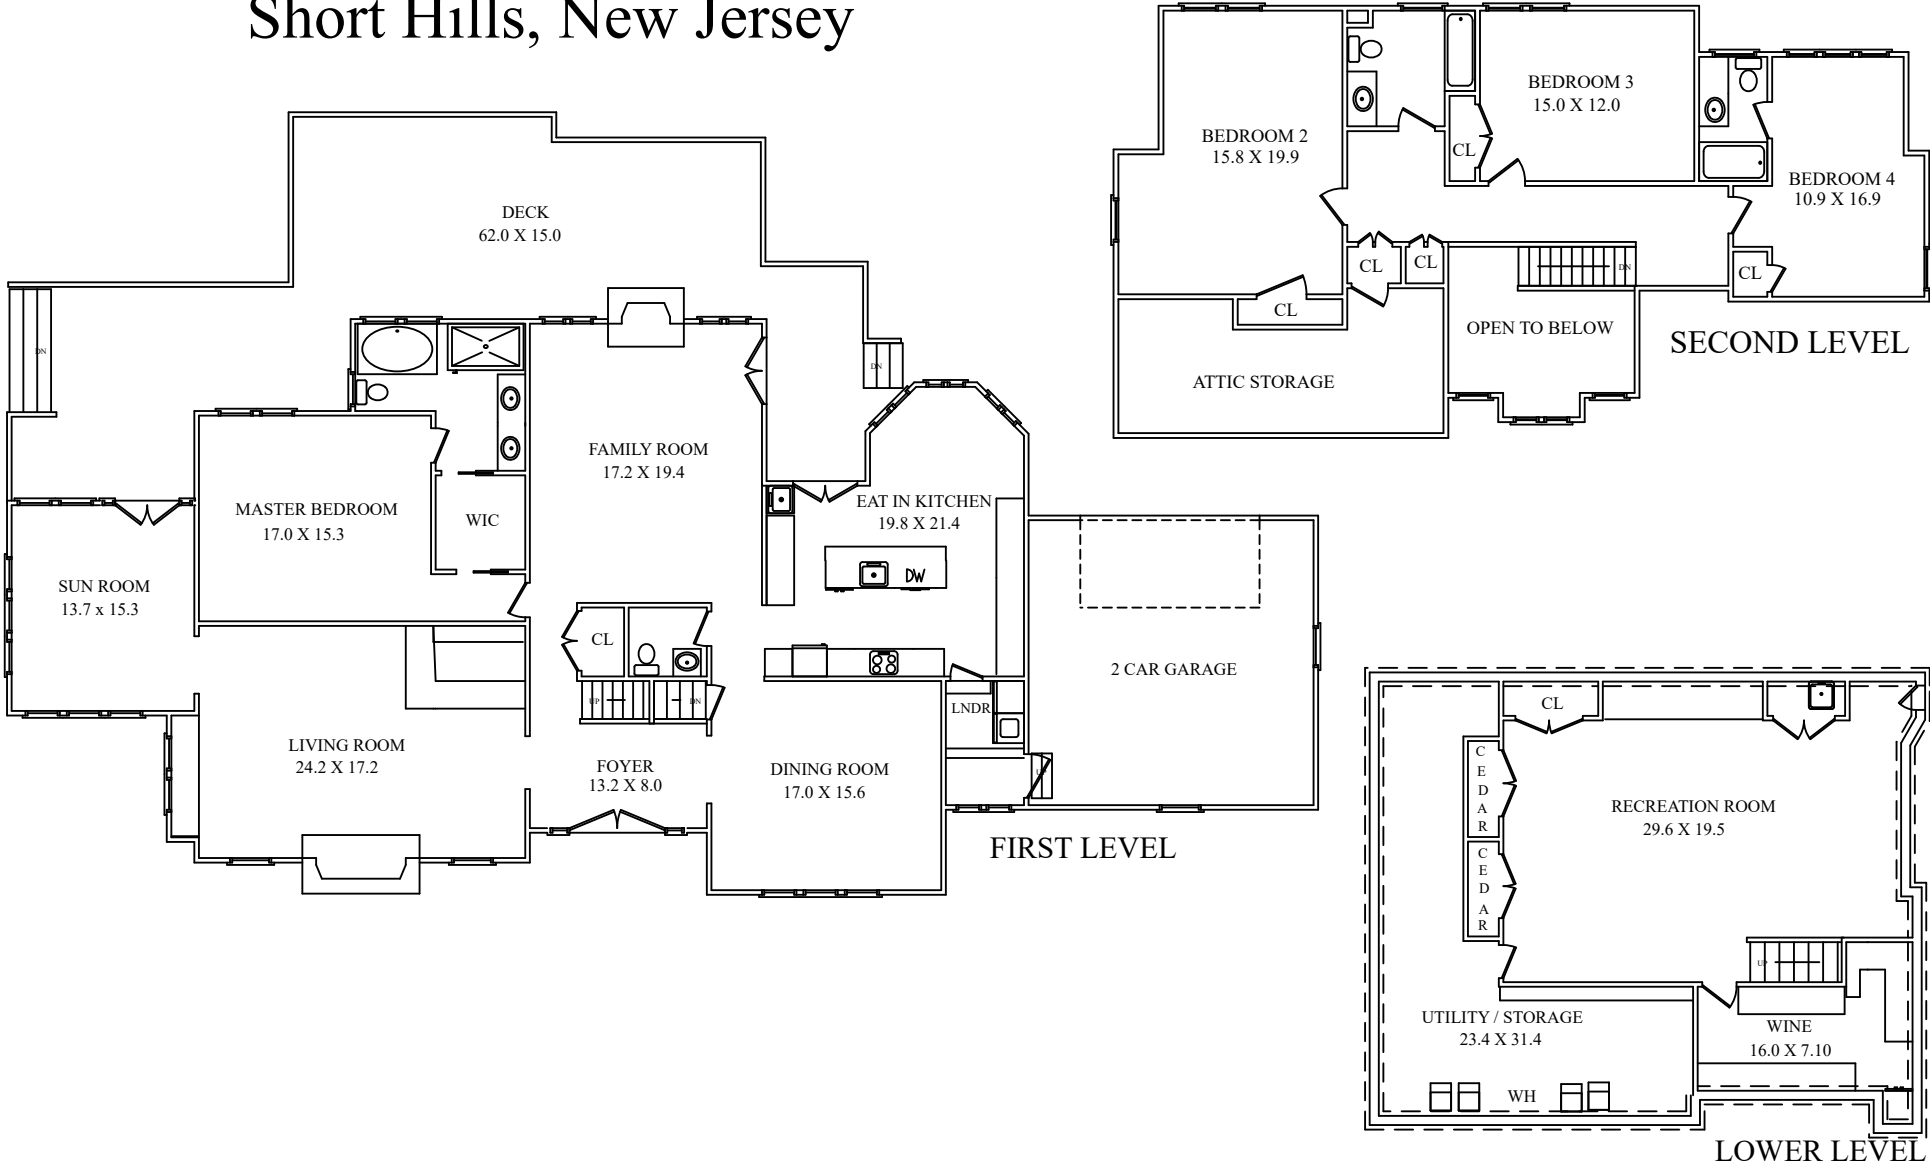 Short Hills, New Jersey
DECK
62.0 X 15.0
DN
DN
FAMILY ROOM
17.2 X 19.4
MASTER BEDROOM
17.0 X 15.3
WIC
EAT IN KITCHEN
19.8 X 21.4
DW
SUN ROOM
13.7 x 15.3
CL
UP
DN
2 CAR GARAGE
LNDR
UP
LIVING ROOM
24.2 X 17.2
FOYER
13.2 X 8.0
DINING ROOM
17.0 X 15.6
FIRST LEVEL
BEDROOM 2
15.8 X 19.9
BEDROOM 3
15.0 X 12.0
CL
BEDROOM 4
10.9 X 16.9
CL
CL
DN
CL
CL
OPEN TO BELOW
ATTIC STORAGE
SECOND LEVEL
CL
CEDAR
CEDAR
RECREATION ROOM
29.6 X 19.5
UP
UTILITY / STORAGE
23.4 X 31.4
WINE
16.0 X 7.10
WH
LOWER LEVEL